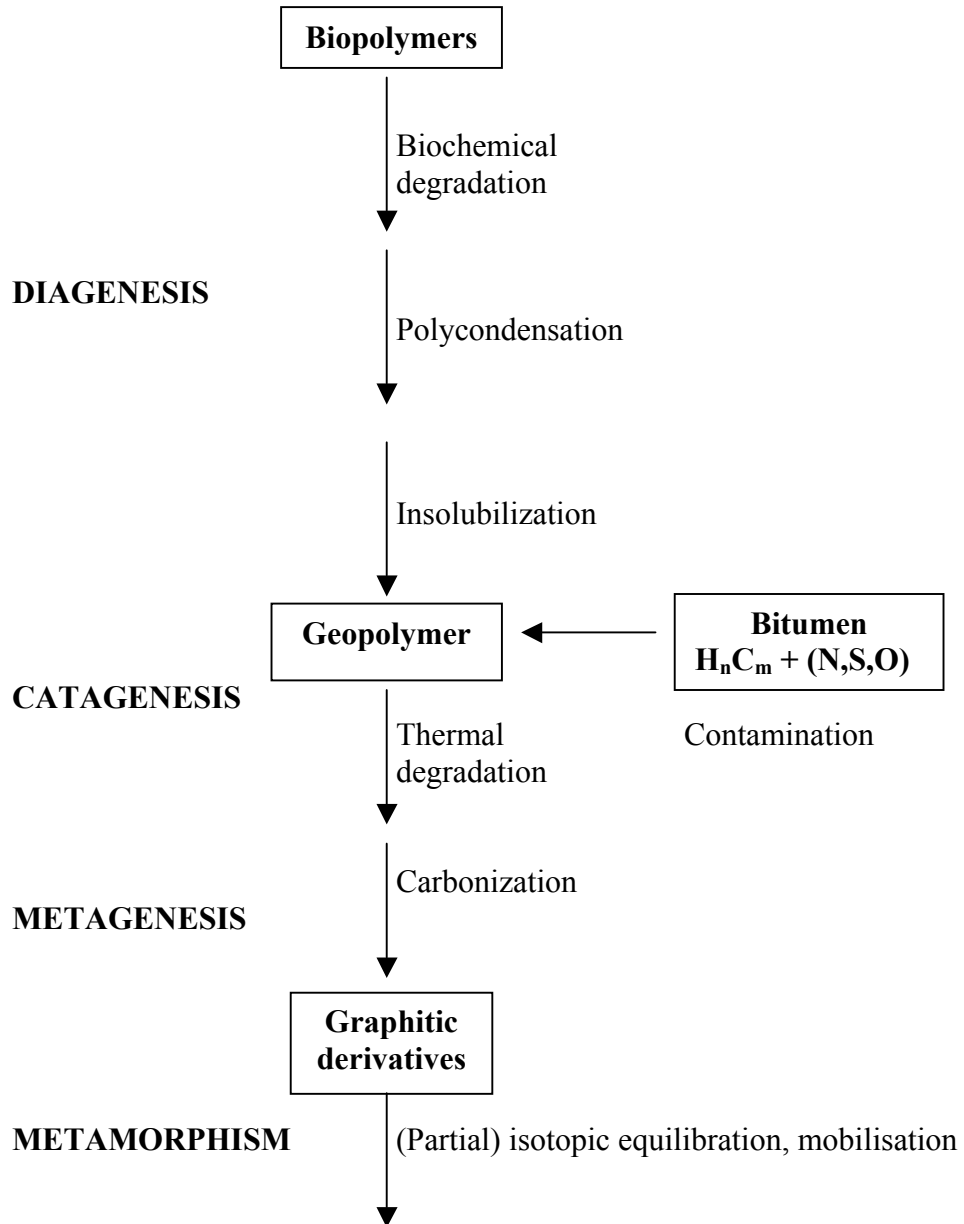 Biopolymers
Biochemical
degradation
DIAGENESIS
Polycondensation
Insolubilization
Geopolymer
Bitumen
HₙCₘ + (N,S,O)
CATAGENESIS
Thermal
degradation
Contamination
Carbonization
METAGENESIS
Graphitic
derivatives
METAMORPHISM
(Partial) isotopic equilibration, mobilisation